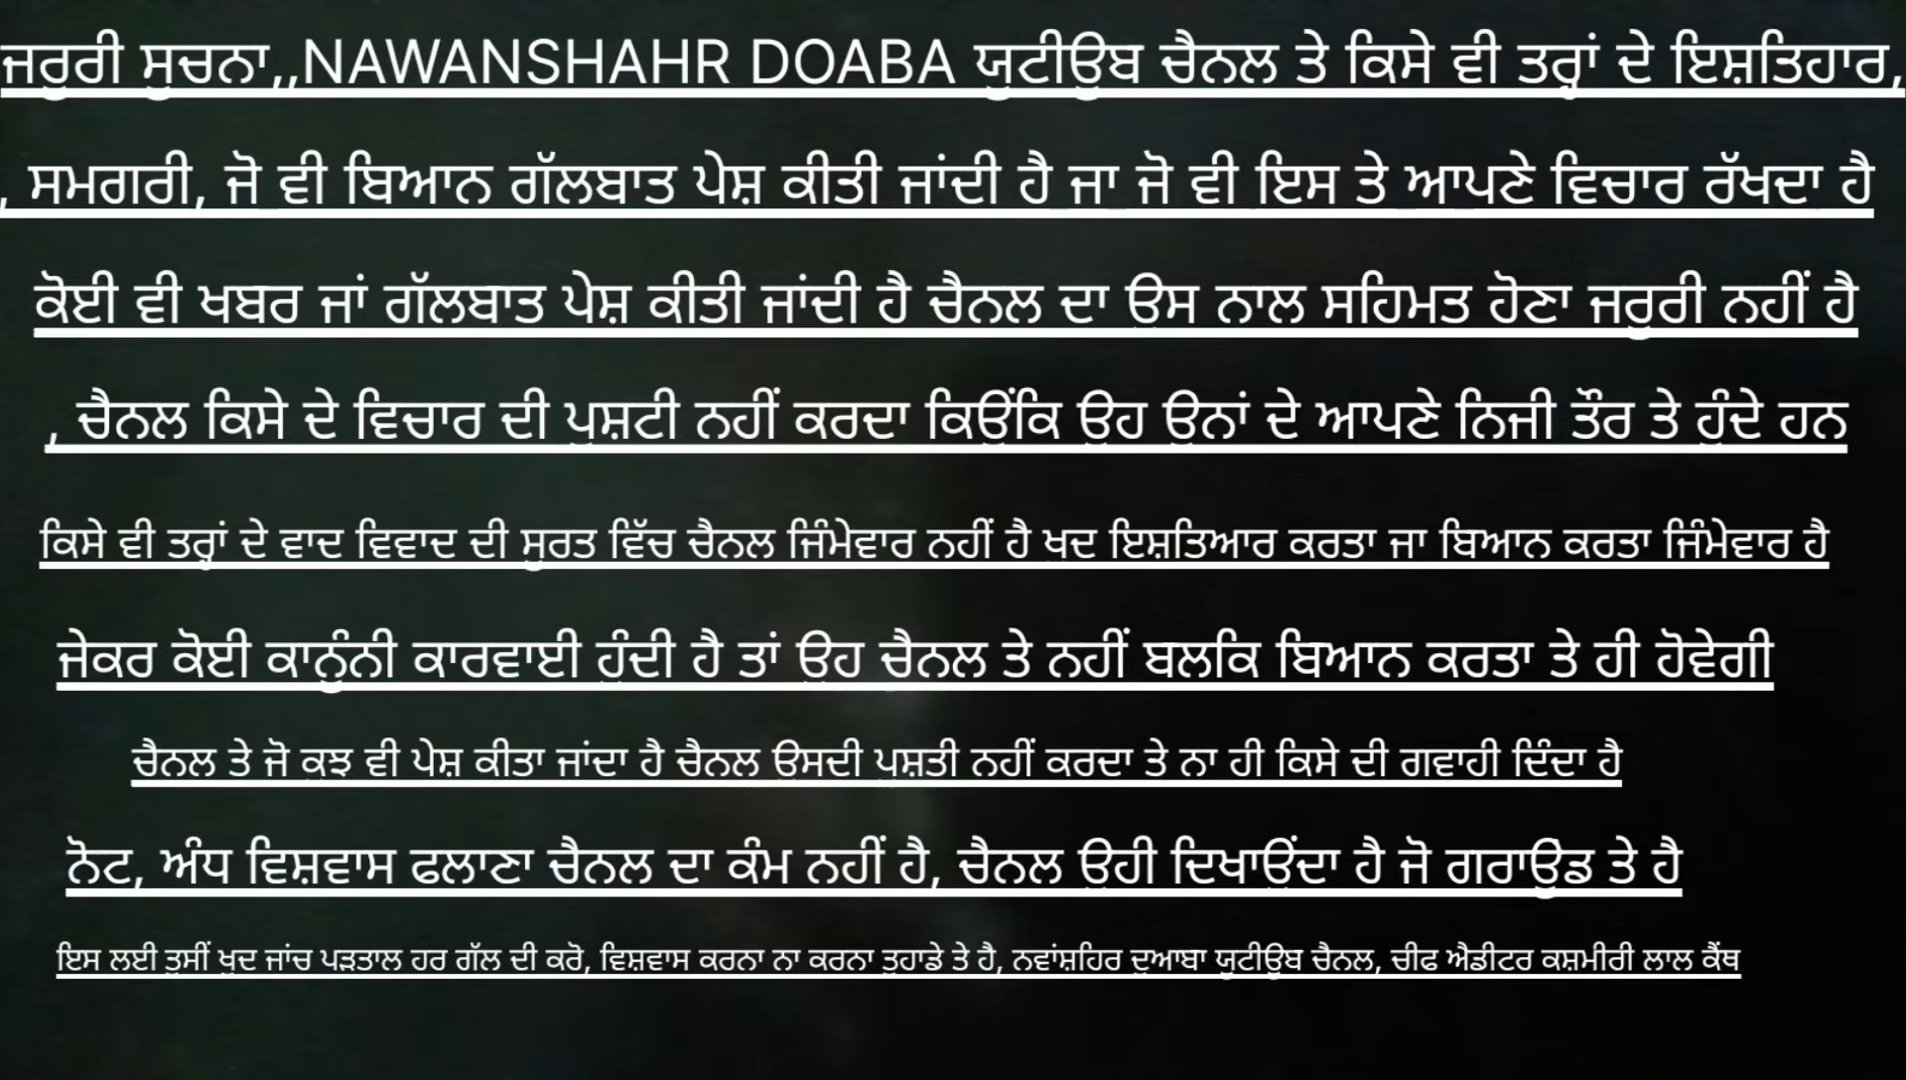 ਜਰੂਰੀ ਸੂਚਨਾ,,NAWANSHAHR DOABA ਯੂਟੀਊਬ ਚੈਨਲ ਤੇ ਕਿਸੇ ਵੀ ਤਰ੍ਹਾਂ ਦੇ ਇਸ਼ਤਿਹਾਰ,
, ਸਮਗਰੀ, ਜੋ ਵੀ ਬਿਆਨ ਗੱਲਬਾਤ ਪੇਸ਼ ਕੀਤੀ ਜਾਂਦੀ ਹੈ ਜਾ ਜੋ ਵੀ ਇਸ ਤੇ ਆਪਣੇ ਵਿਚਾਰ ਰੱਖਦਾ ਹੈ
ਕੋਈ ਵੀ ਖਬਰ ਜਾਂ ਗੱਲਬਾਤ ਪੇਸ਼ ਕੀਤੀ ਜਾਂਦੀ ਹੈ ਚੈਨਲ ਦਾ ਉਸ ਨਾਲ ਸਹਿਮਤ ਹੋਣਾ ਜਰੂਰੀ ਨਹੀਂ ਹੈ
, ਚੈਨਲ ਕਿਸੇ ਦੇ ਵਿਚਾਰ ਦੀ ਪੁਸ਼ਟੀ ਨਹੀਂ ਕਰਦਾ ਕਿਉਂਕਿ ਉਹ ਉਨਾਂ ਦੇ ਆਪਣੇ ਨਿਜੀ ਤੌਰ ਤੇ ਹੁੰਦੇ ਹਨ
ਕਿਸੇ ਵੀ ਤਰ੍ਹਾਂ ਦੇ ਵਾਦ ਵਿਵਾਦ ਦੀ ਸੂਰਤ ਵਿੱਚ ਚੈਨਲ ਜਿੰਮੇਵਾਰ ਨਹੀਂ ਹੈ ਖੁਦ ਇਸ਼ਤਿਆਰ ਕਰਤਾ ਜਾ ਬਿਆਨ ਕਰਤਾ ਜਿੰਮੇਵਾਰ ਹੈ
ਜੇਕਰ ਕੋਈ ਕਾਨੂੰਨੀ ਕਾਰਵਾਈ ਹੁੰਦੀ ਹੈ ਤਾਂ ਉਹ ਚੈਨਲ ਤੇ ਨਹੀਂ ਬਲਕਿ ਬਿਆਨ ਕਰਤਾ ਤੇ ਹੀ ਹੋਵੇਗੀ
ਚੈਨਲ ਤੇ ਜੋ ਕੁਝ ਵੀ ਪੇਸ਼ ਕੀਤਾ ਜਾਂਦਾ ਹੈ ਚੈਨਲ ਉਸਦੀ ਪੁਸ਼ਤੀ ਨਹੀਂ ਕਰਦਾ ਤੇ ਨਾ ਹੀ ਕਿਸੇ ਦੀ ਗਵਾਹੀ ਦਿੰਦਾ ਹੈ
ਨੋਟ, ਅੰਧ ਵਿਸ਼ਵਾਸ ਫਲਾਣਾ ਚੈਨਲ ਦਾ ਕੰਮ ਨਹੀਂ ਹੈ, ਚੈਨਲ ਉਹੀ ਦਿਖਾਉਂਦਾ ਹੈ ਜੋ ਗਰਾਊਡ ਤੇ ਹੈ
ਇਸ ਲਈ ਤੁਸੀਂ ਖੁਦ ਜਾਂਚ ਪੜਤਾਲ ਹਰ ਗੱਲ ਦੀ ਕਰੋ, ਵਿਸ਼ਵਾਸ ਕਰਨਾ ਨਾ ਕਰਨਾ ਤੁਹਾਡੇ ਤੇ ਹੈ, ਨਵਾਂਸ਼ਹਿਰ ਦੁਆਬਾ ਯੂਟੀਊਬ ਚੈਨਲ, ਚੀਫ ਐਡੀਟਰ ਕਸ਼ਮੀਰੀ ਲਾਲ ਕੈਂਥ